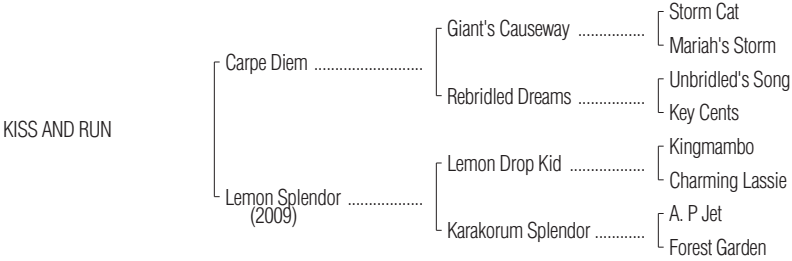 KISS AND RUN
Carpe Diem ..........................
Lemon Splendor ..................
(2009)
Giant's Causeway ................
Rebridled Dreams ................
Lemon Drop Kid ..................
Karakorum Splendor ............
Storm Cat
Mariah's Storm
Unbridled's Song
Key Cents
Kingmambo
Charming Lassie
A. P Jet
Forest Garden